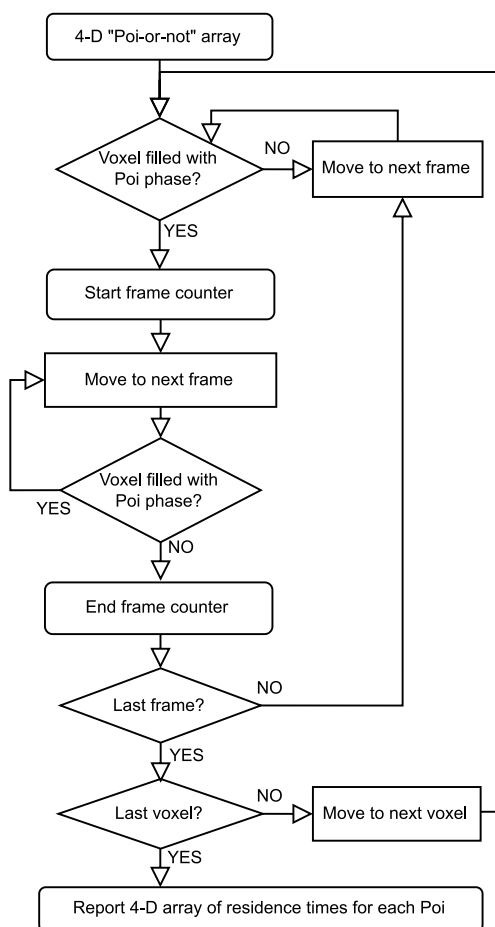 4-D "Poi-or-not" array
Voxel filled with
Poi phase?
NO
Move to next frame
YES
Start frame counter
Move to next frame
Voxel filled with
Poi phase?
YES
NO
End frame counter
Last frame?
NO
YES
Last voxel?
NO
Move to next voxel
YES
Report 4-D array of residence times for each Poi